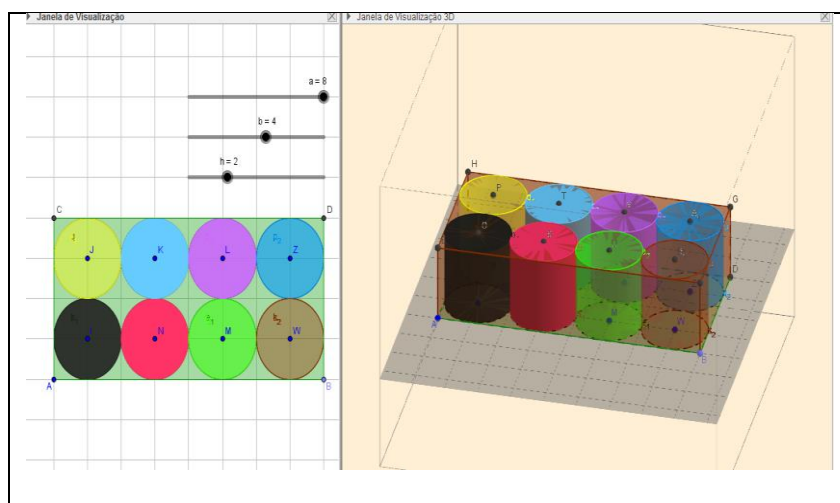 Janela de Visualização
Janela de Visualização 3D
a = 8
b = 4
h = 2
C
D
J
K
L
Z
N
M
W
A
B
H
P
T
G
D
A
M
W
B